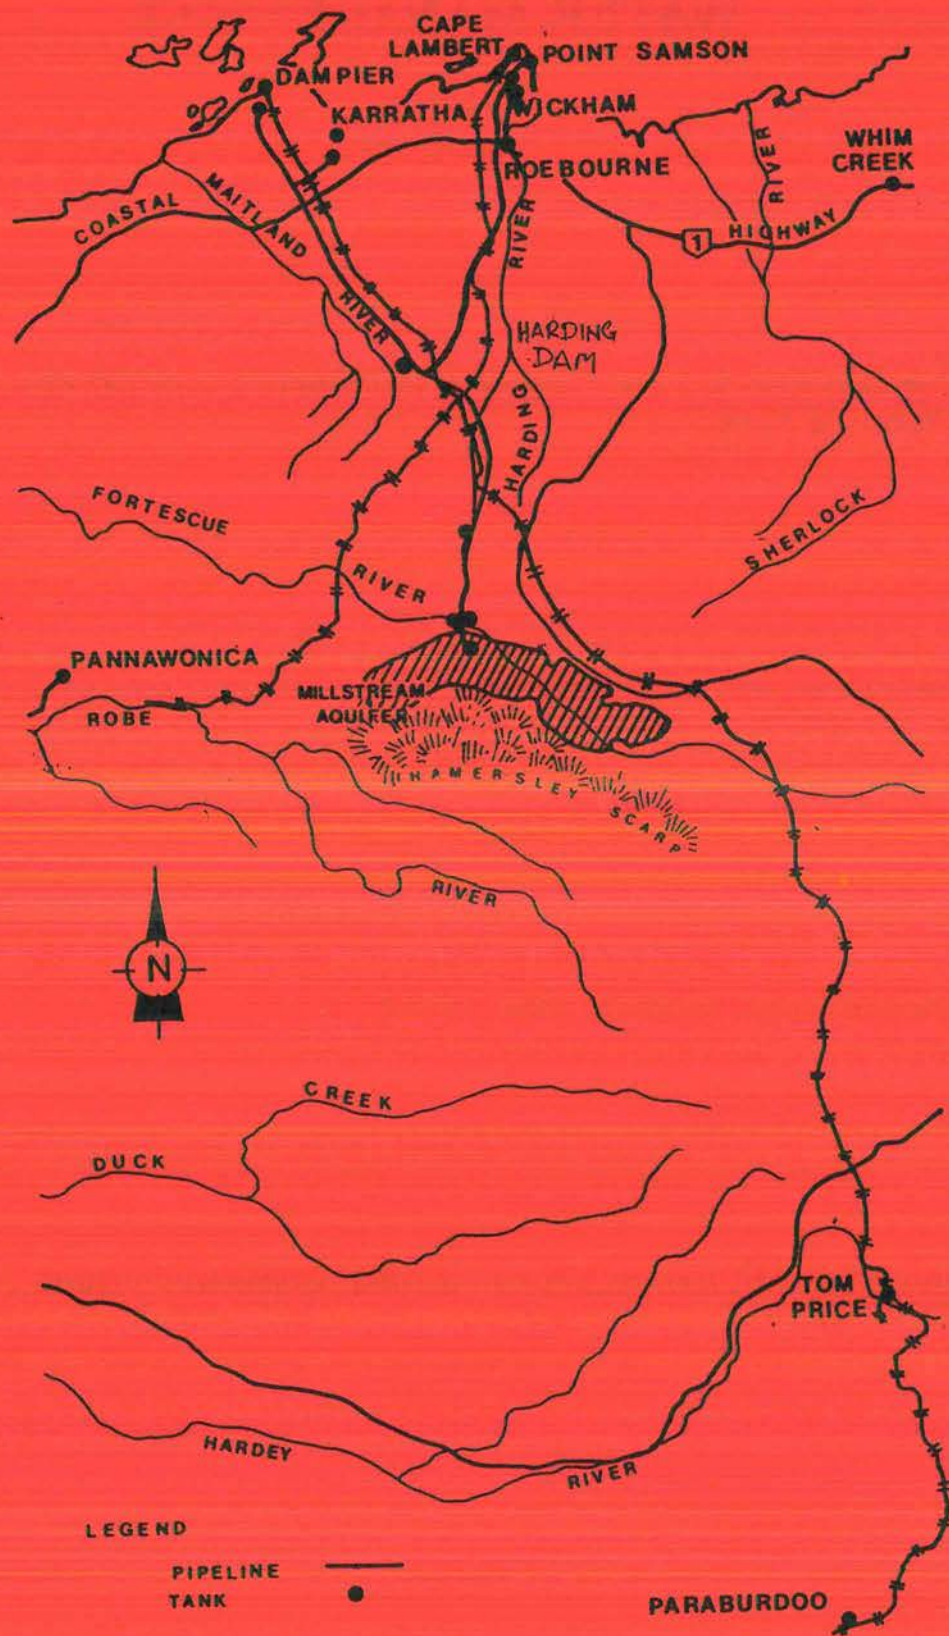 CAPE
LAMBERT
POINT SAMSON
DAMPIER
KARRATHA
WICKHAM
ROEBOURNE
RIVER
WHIM
CREEK
COASTAL
MAITLAND
RIVER
RIVER
1
HIGHWAY
HARDING
DAM
HARDING
FORTESCUE
RIVER
SHERLOCK
PANNAWONICA
ROBE
MILLSTREAM
AQUIFER
HAMERSLEY
SCARP
RIVER
N
CREEK
DUCK
TOM
PRICE
HARDEY
RIVER
LEGEND
PIPELINE
TANK
PARABURDOO